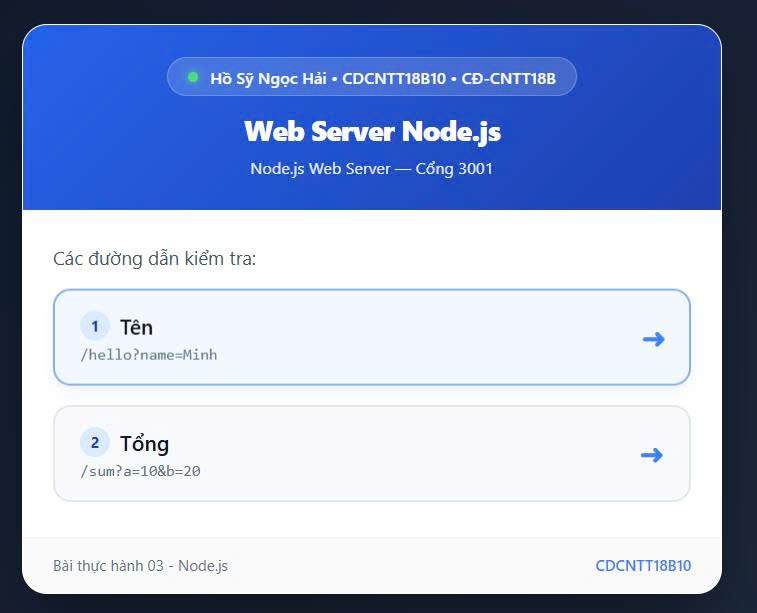 Hồ Sỹ Ngọc Hải • CDCNTT18B10 • CĐ-CNTT18B
Web Server Node.js
Node.js Web Server — Cổng 3001
Các đường dẫn kiểm tra:
1 Tên
/hello?name=Minh
➜
2 Tổng
/sum?a=10&b=20
➜
Bài thực hành 03 - Node.js
CDCNTT18B10